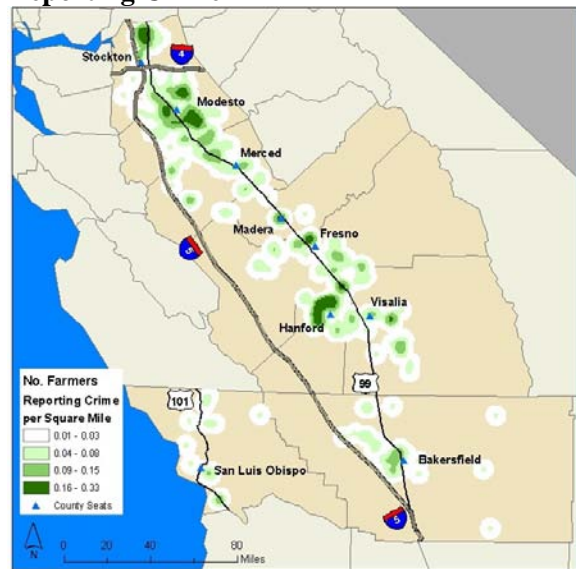 Stockton
4
Modesto
Merced
Madera
Fresno
5
Visalia
Hanford
No. Farmers
Reporting Crime
per Square Mile
0.01 - 0.03
0.04 - 0.08
0.09 - 0.15
0.16 - 0.33
County Seats
101
99
San Luis Obispo
Bakersfield
5
N
0 20 40 80
Miles